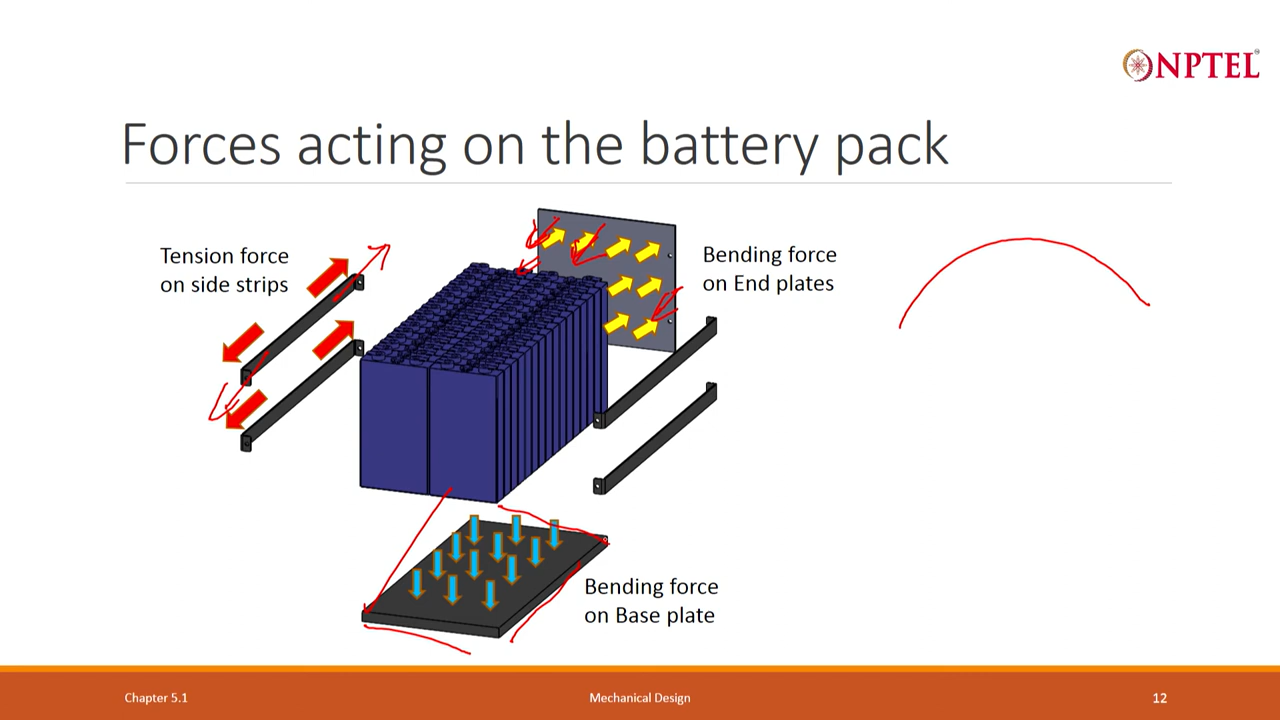 NPTEL
Forces acting on the battery pack
Tension force
on side strips
Bending force
on End plates
Bending force
on Base plate
Chapter 5.1
Mechanical Design
12